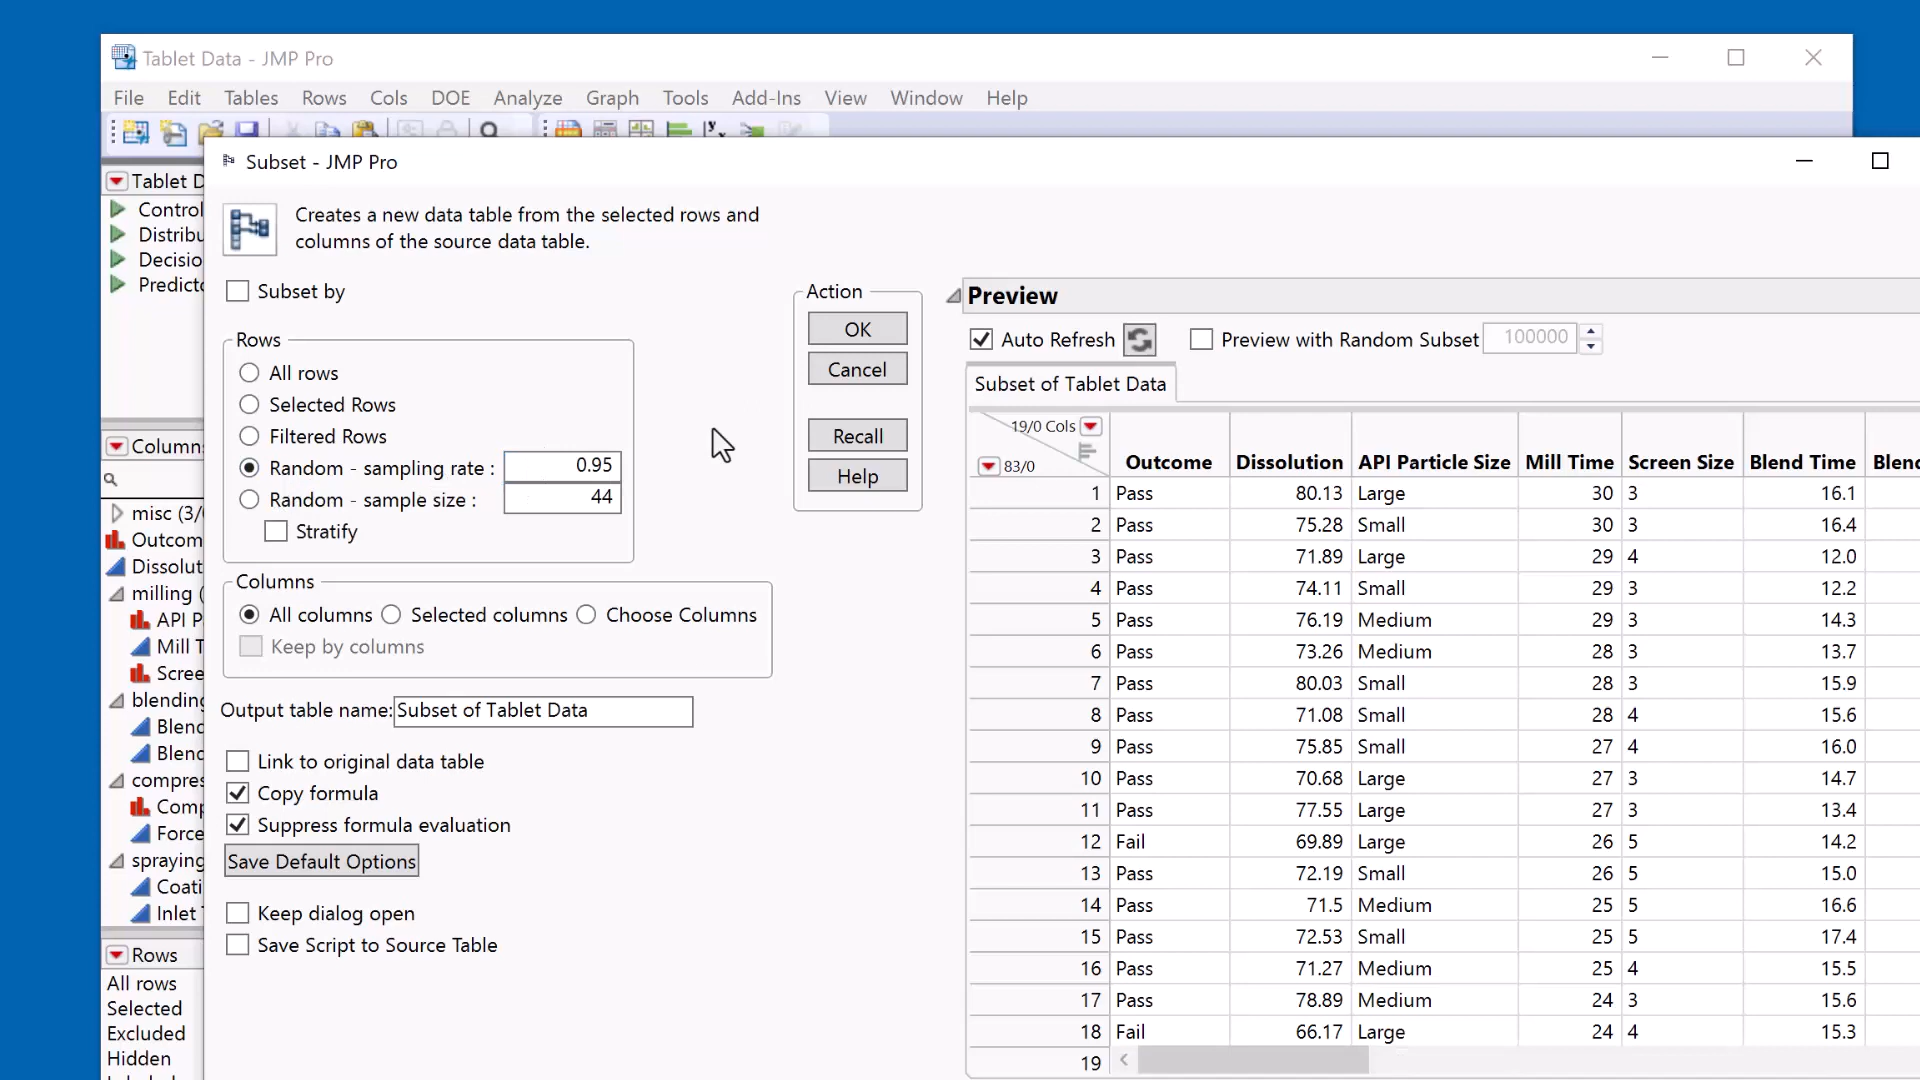 Tablet Data - JMP Pro
File Edit Tables Rows Cols DOE Analyze Graph Tools Add-Ins View Window Help
Subset - JMP Pro
Tablet D
Control
Distribu
Decisio
Predicto
Columns
misc (3/
Outcom
Dissolut
milling (
API P
Mill T
Scree
blending
Blend
Blend
compres
Comp
Force
spraying
Coati
Inlet
Rows
All rows
Selected
Excluded
Hidden
Creates a new data table from the selected rows and
columns of the source data table.
Subset by
Rows
All rows
Selected Rows
Filtered Rows
Random - sampling rate : 0.95
Random - sample size : 44
Stratify
Columns
All columns Selected columns Choose Columns
Keep by columns
Output table name: Subset of Tablet Data
Link to original data table
Copy formula
Suppress formula evaluation
Save Default Options
Keep dialog open
Save Script to Source Table
Action
OK
Cancel
Recall
Help
Preview
Auto Refresh Preview with Random Subset 100000
Subset of Tablet Data
19/0 Cols
83/0 Outcome Dissolution API Particle Size Mill Time Screen Size Blend Time Blend
1 Pass 80.13 Large 30 3 16.1
2 Pass 75.28 Small 30 3 16.4
3 Pass 71.89 Large 29 4 12.0
4 Pass 74.11 Small 29 3 12.2
5 Pass 76.19 Medium 29 3 14.3
6 Pass 73.26 Medium 28 3 13.7
7 Pass 80.03 Small 28 3 15.9
8 Pass 71.08 Small 28 4 15.6
9 Pass 75.85 Small 27 4 16.0
10 Pass 70.68 Large 27 3 14.7
11 Pass 77.55 Large 27 3 13.4
12 Fail 69.89 Large 26 5 14.2
13 Pass 72.19 Small 26 5 15.0
14 Pass 71.5 Medium 25 5 16.6
15 Pass 72.53 Small 25 5 17.4
16 Pass 71.27 Medium 25 4 15.5
17 Pass 78.89 Medium 24 3 15.6
18 Fail 66.17 Large 24 4 15.3
19